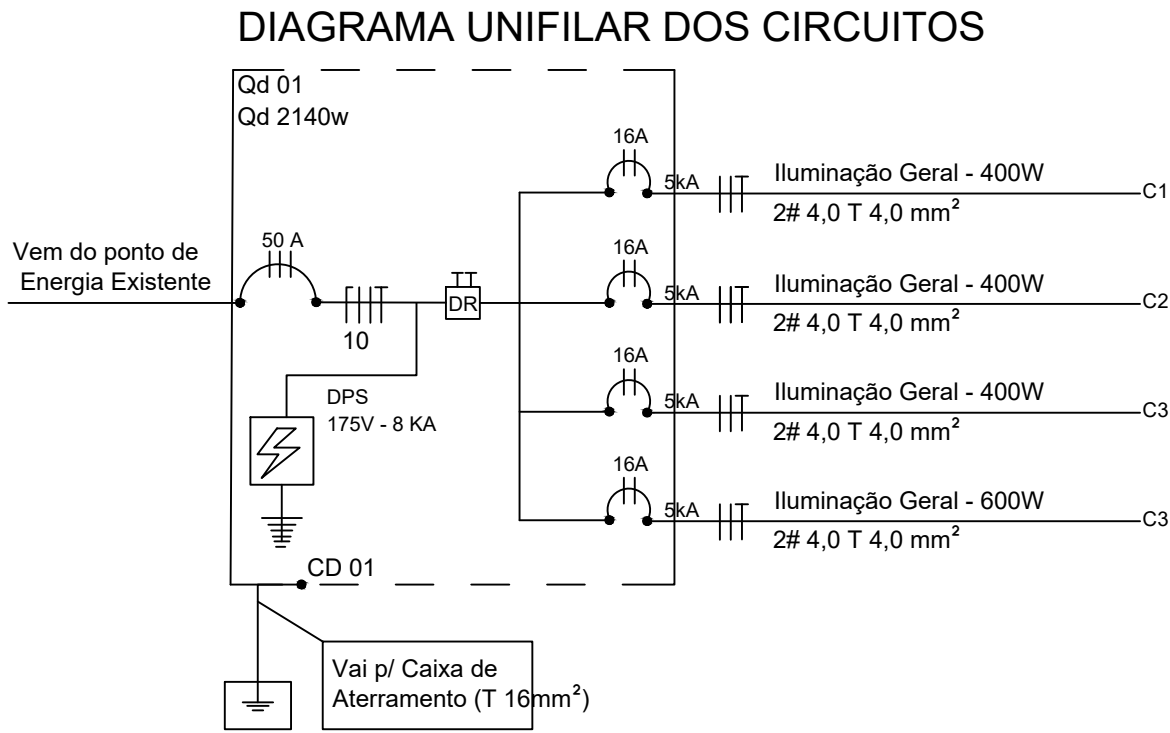 DIAGRAMA UNIFILAR DOS CIRCUITOS
Qd 01
Qd 2140w
Vem do ponto de
Energia Existente
50 A
10
DR
DPS
175V - 8 KA
16A
5kA
Iluminação Geral - 400W
2# 4,0 T 4,0 mm²
C1
16A
5kA
Iluminação Geral - 400W
2# 4,0 T 4,0 mm²
C2
16A
5kA
Iluminação Geral - 400W
2# 4,0 T 4,0 mm²
C3
16A
5kA
Iluminação Geral - 600W
2# 4,0 T 4,0 mm²
C3
CD 01
Vai p/ Caixa de
Aterramento (T 16mm²)